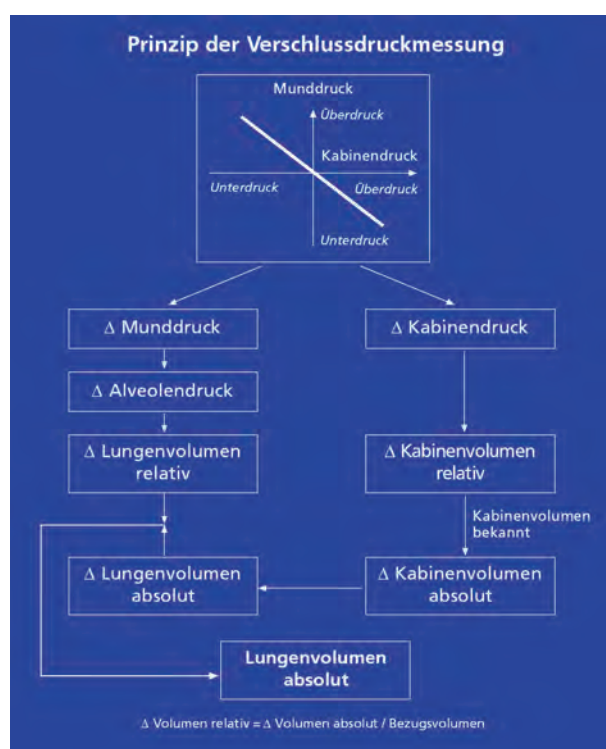 Prinzip der Verschlussdruckmessung
Munddruck
Überdruck
Kabinendruck
Unterdruck
Überdruck
Unterdruck
Δ Munddruck
Δ Kabinendruck
Δ Alveolendruck
Δ Lungenvolumen
relativ
Δ Kabinenvolumen
relativ
Kabinenvolumen
bekannt
Δ Lungenvolumen
absolut
Δ Kabinenvolumen
absolut
Lungenvolumen
absolut
Δ Volumen relativ = Δ Volumen absolut / Bezugsvolumen